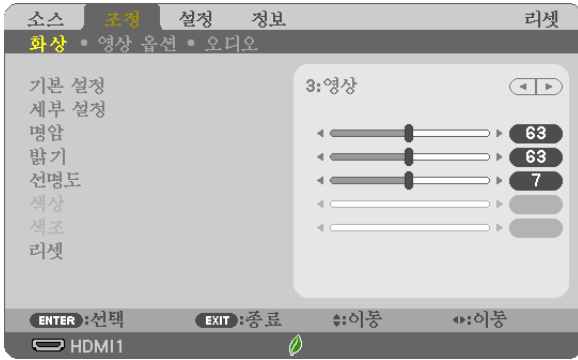 소스 조정 설정 정보 리셋
화상 • 영상 옵션 • 오디오
기본 설정 3:영상
세부 설정
명암 63
밝기 63
선명도 7
색상
색조
리셋
ENTER :선택 EXIT :종료 :이동 :이동
HDMI1